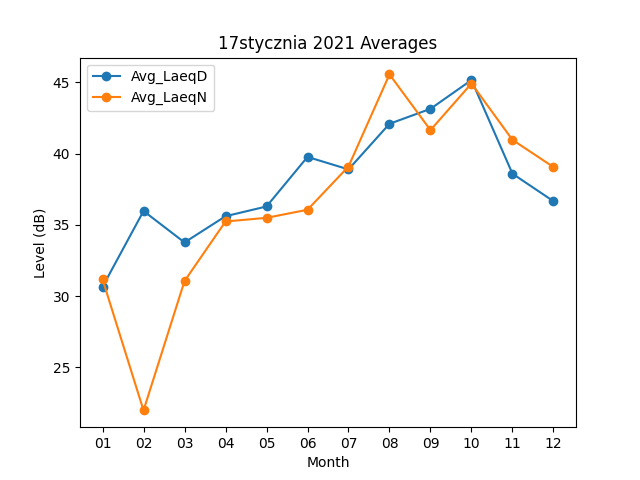 17stycznia 2021 Averages
Avg_LaeqD
Avg_LaeqN
45
40
35
30
25
Level (dB)
01 02 03 04 05 06 07 08 09 10 11 12
Month